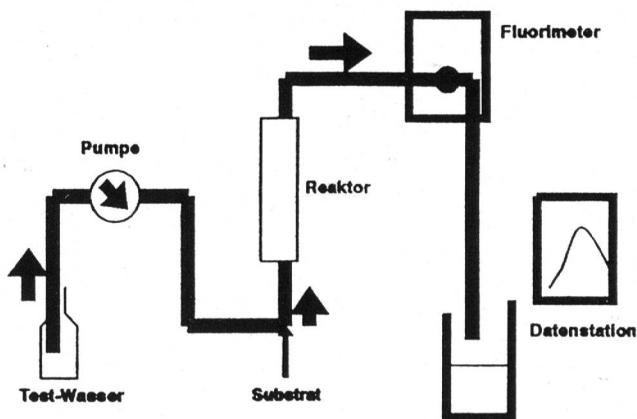 Fluorimeter
Pumpe
Reaktor
Datenstation
Test-Wasser
Substrat